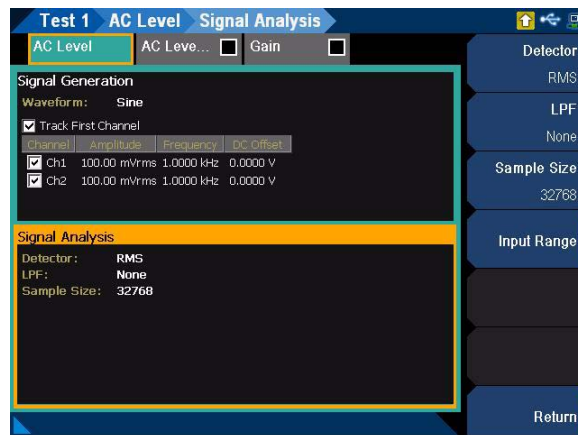 Test 1 AC Level Signal Analysis
AC Level AC Leve... Gain
Signal Generation
Waveform: Sine
Track First Channel
Channel Amplitude Frequency DC Offset
Ch1 100.00 mVrms 1.0000 kHz 0.0000 V
Ch2 100.00 mVrms 1.0000 kHz 0.0000 V
Signal Analysis
Detector: RMS
LPF: None
Sample Size: 32768
Detector
RMS
LPF
None
Sample Size
32768
Input Range
Return